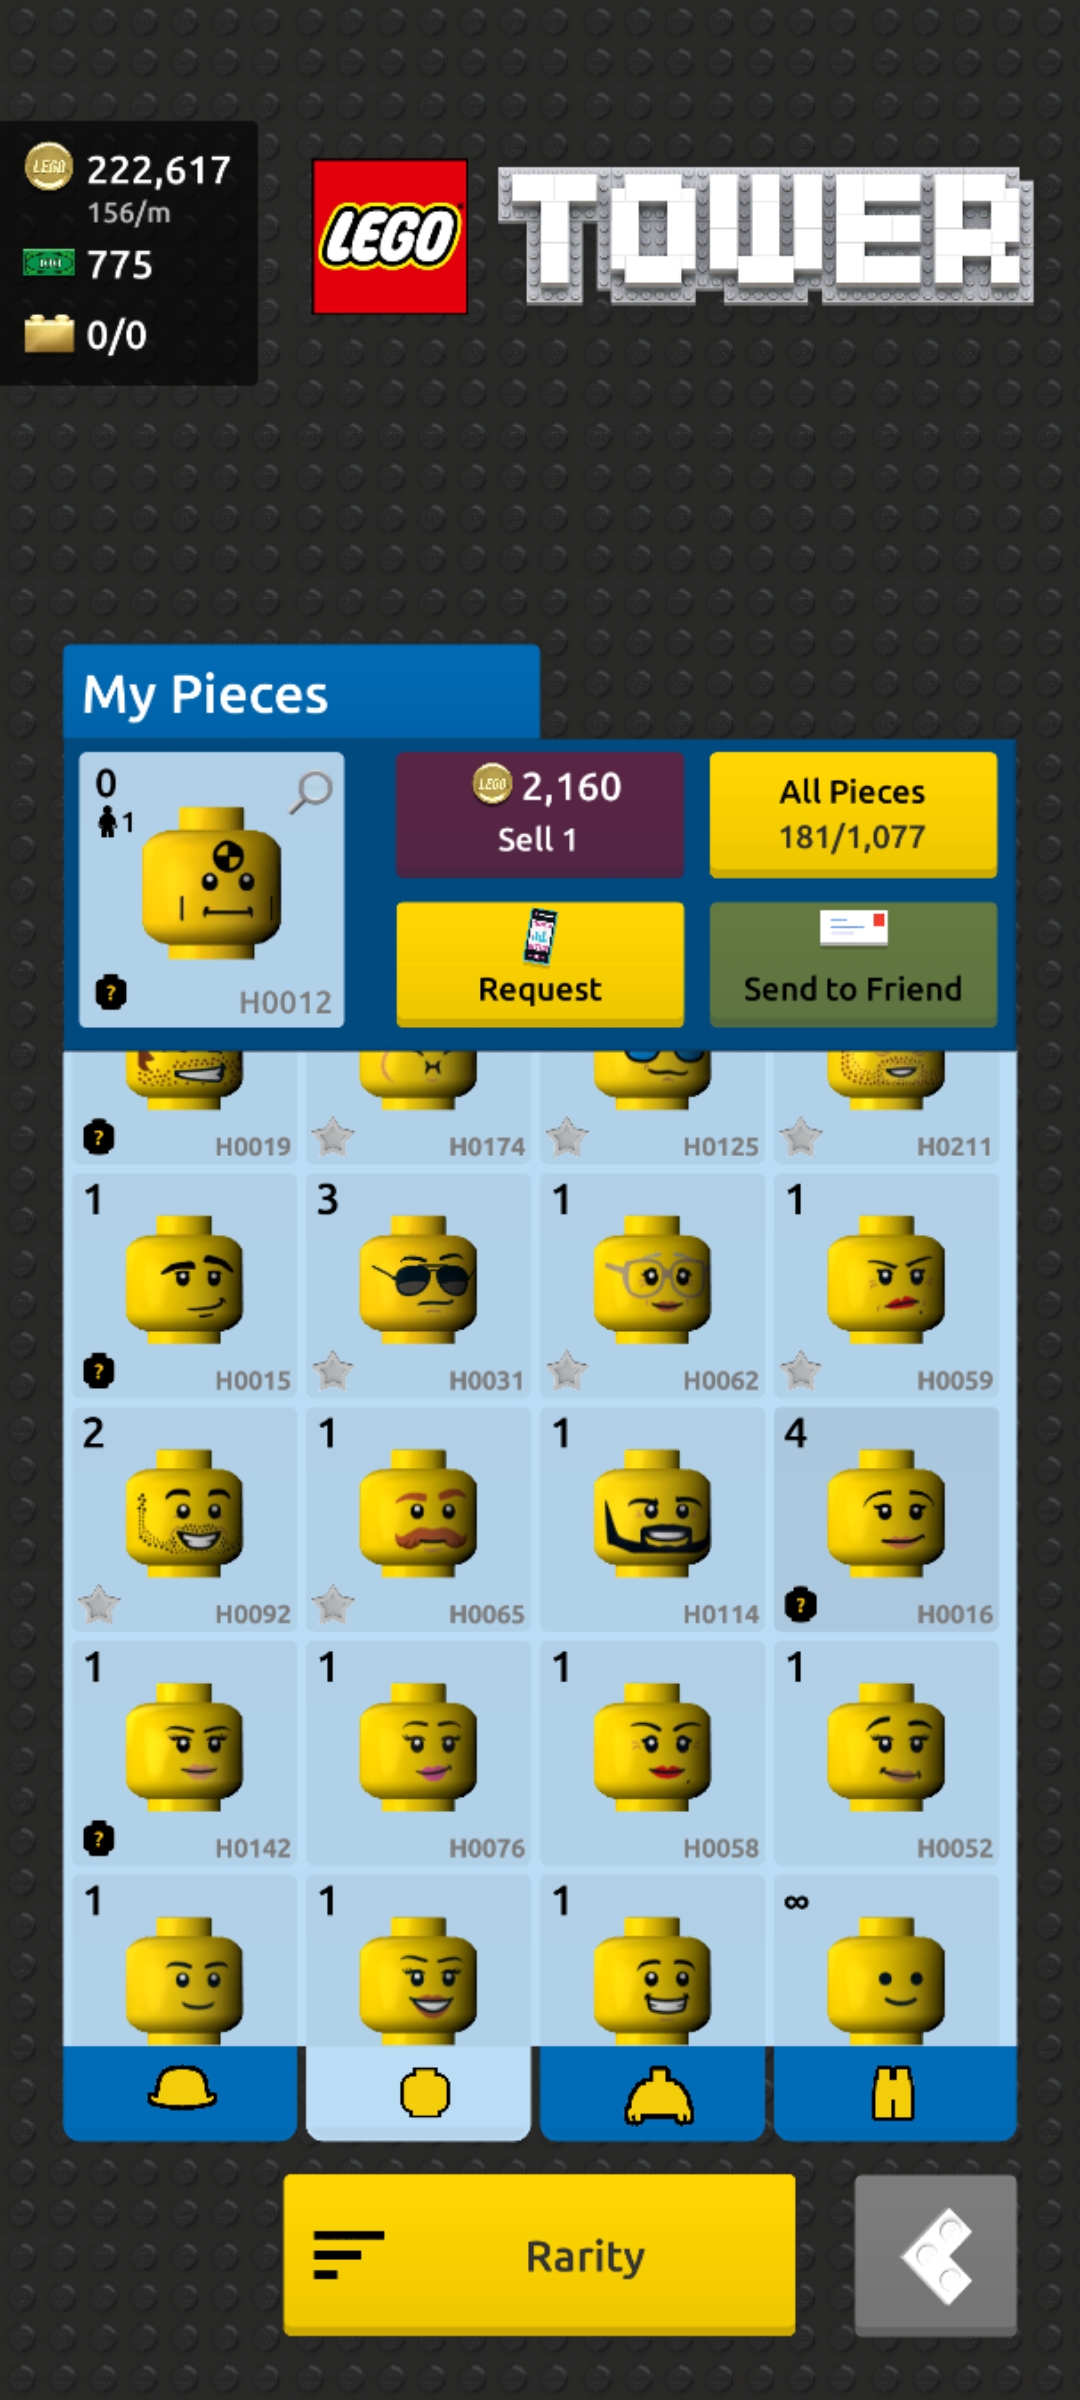 LEGO 222,617
156/m
775
0/0
LEGO TOWER
My Pieces
0
1
?
H0012
LEGO 2,160
Sell 1
All Pieces
181/1,077
Request
Send to Friend
? H0019 H0174 H0125 H0211
1 3 1 1
? H0015 H0031 H0062 H0059
2 1 1 4
H0092 H0065 H0114 ? H0016
1 1 1 1
? H0142 H0076 H0058 H0052
1 1 1 ∞
Rarity